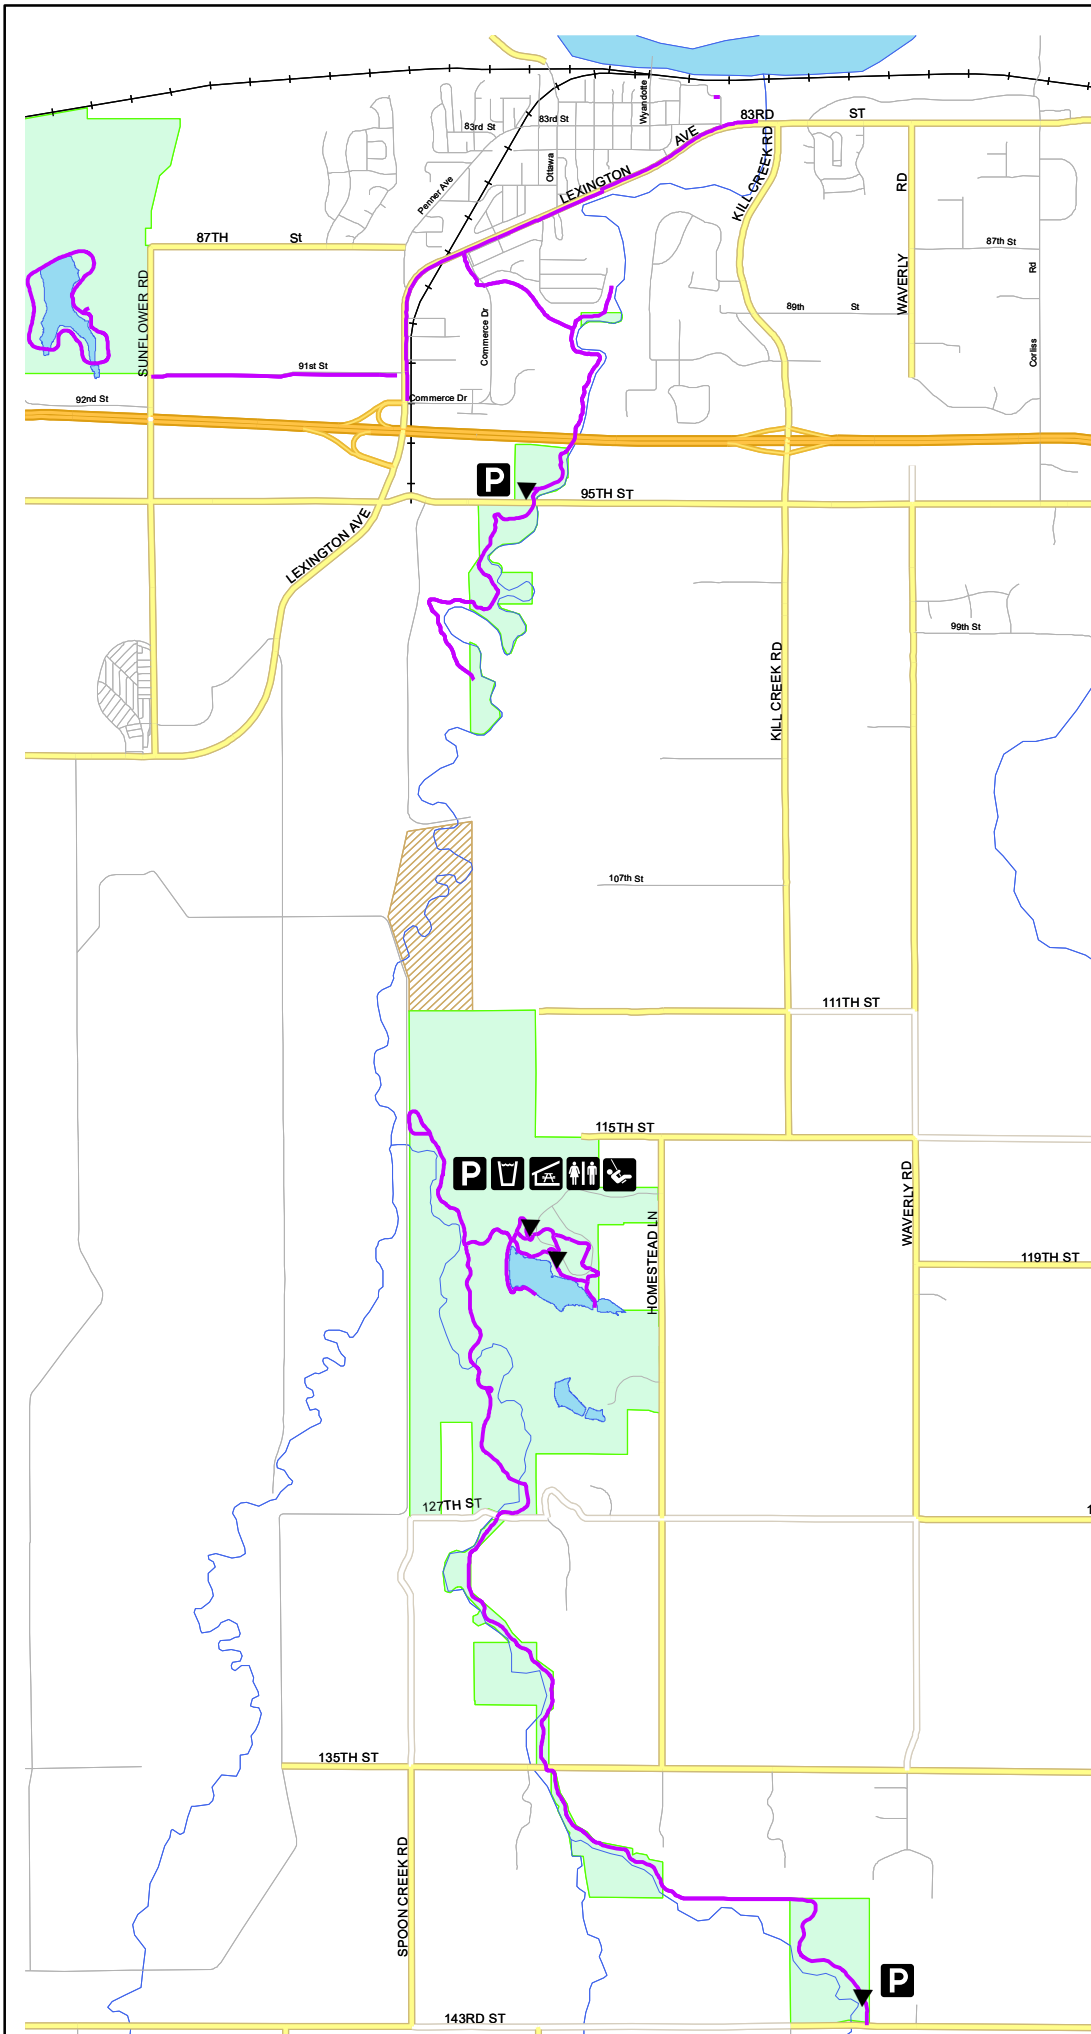 Wyandotte
83RD
ST
83rd St
83rd St
AVE
KILL CREEK RD
Ottawa
LEXINGTON
Penner Ave
RD
87TH
St
87th St
SUNFLOWER RD
WAVERLY
Rd
89th
St
Commerce Dr
Corliss
91st St
92nd St
Commerce Dr
P
95TH ST
LEXINGTON AVE
99th St
KILL CREEK RD
107th St
111TH ST
115TH ST
P
WAVERLY RD
HOMESTEAD LN
119TH ST
127TH ST
1
135TH ST
SPOON CREEK RD
P
143RD ST